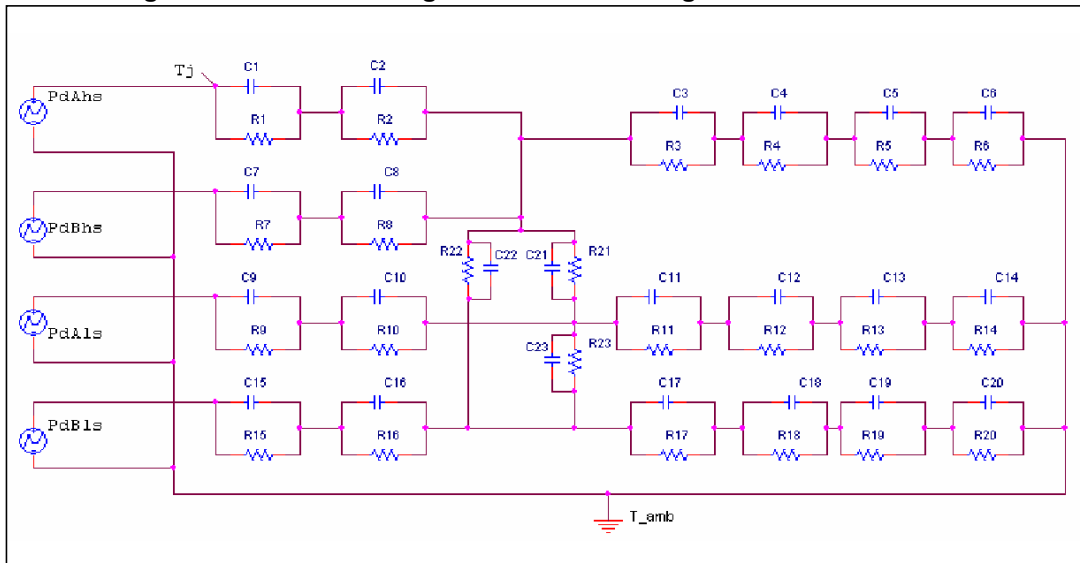 Tj
C1 C2
PdAhs
C3 C4 C5 C6
R1 R2
R3 R4 R5 R6
C7 C8
PdBhs
R7 R8
R22 C22 C21 R21
C9 C10 C11 C12 C13 C14
PdAls
R9 R10 R11 R12 R13 R14
C23 R23
C15 C16 C17 C18 C19 C20
PdBls
R15 R16 R17 R18 R19 R20
T_amb